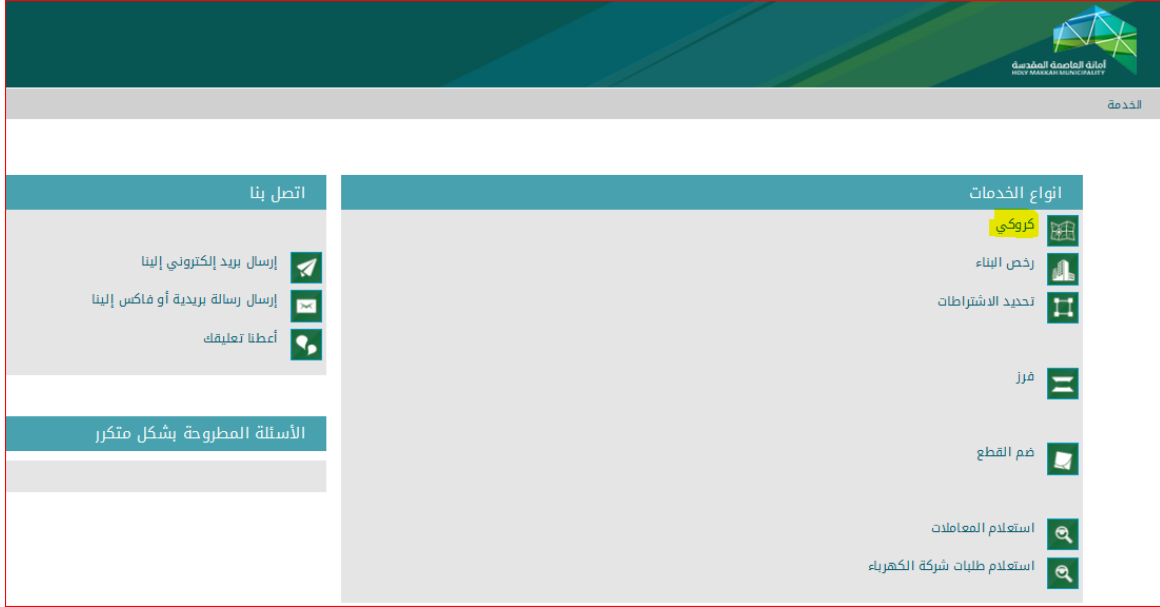 أمانة العاصمة المقدسة
HOLY MAKKAH MUNICIPALITY
الخدمة
انواع الخدمات
كروكي
رخص البناء
تحديد الاشتراطات
فرز
ضم القطع
استعلام المعاملات
استعلام طلبات شركة الكهرباء
اتصل بنا
إرسال بريد إلكتروني إلينا
إرسال رسالة بريدية أو فاكس إلينا
أعطنا تعليقك
الأسئلة المطروحة بشكل متكرر